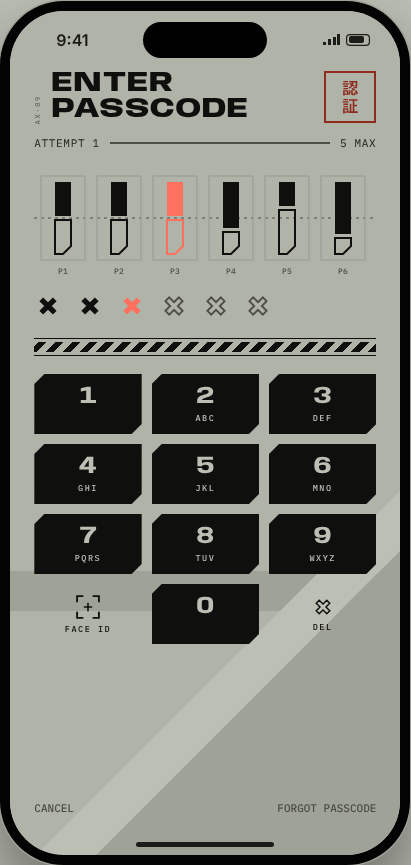 9:41
AX-09
ENTER
PASSCODE
認
証
ATTEMPT 1
5 MAX
P1
P2
P3
P4
P5
P6
1
2
ABC
3
DEF
4
GHI
5
JKL
6
MNO
7
PQRS
8
TUV
9
WXYZ
FACE ID
0
DEL
CANCEL
FORGOT PASSCODE